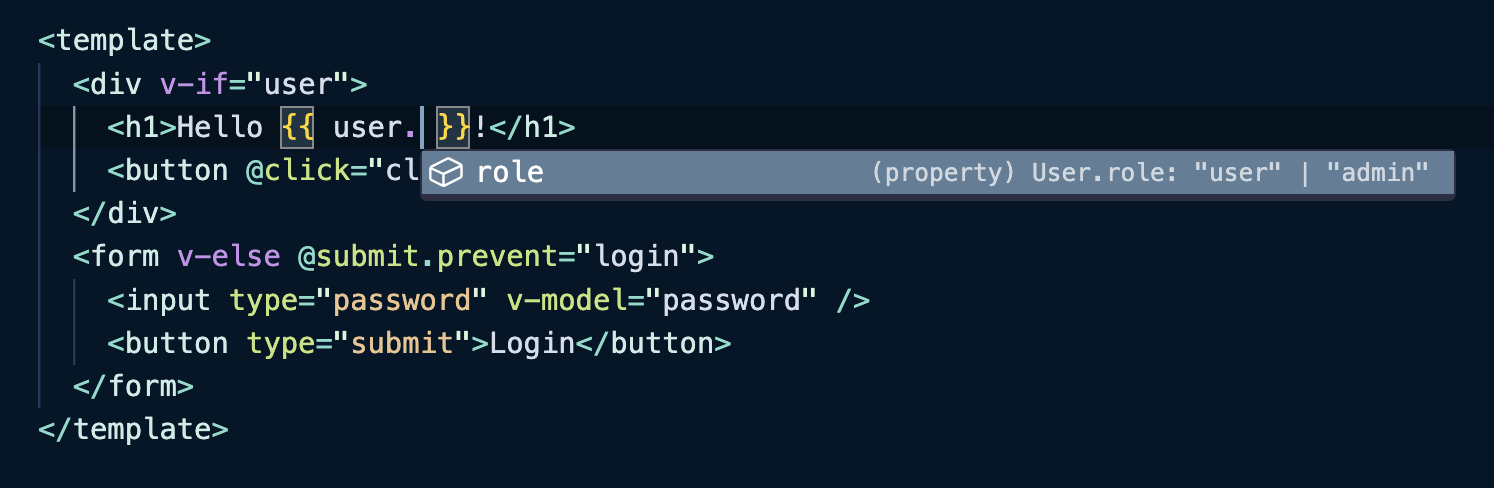 <template>
<div v-if="user">
<h1>Hello {{ user. }}!</h1>
<button @click="cl
role (property) User.role: "user" | "admin"
</div>
<form v-else @submit.prevent="login">
<input type="password" v-model="password" />
<button type="submit">Login</button>
</form>
</template>